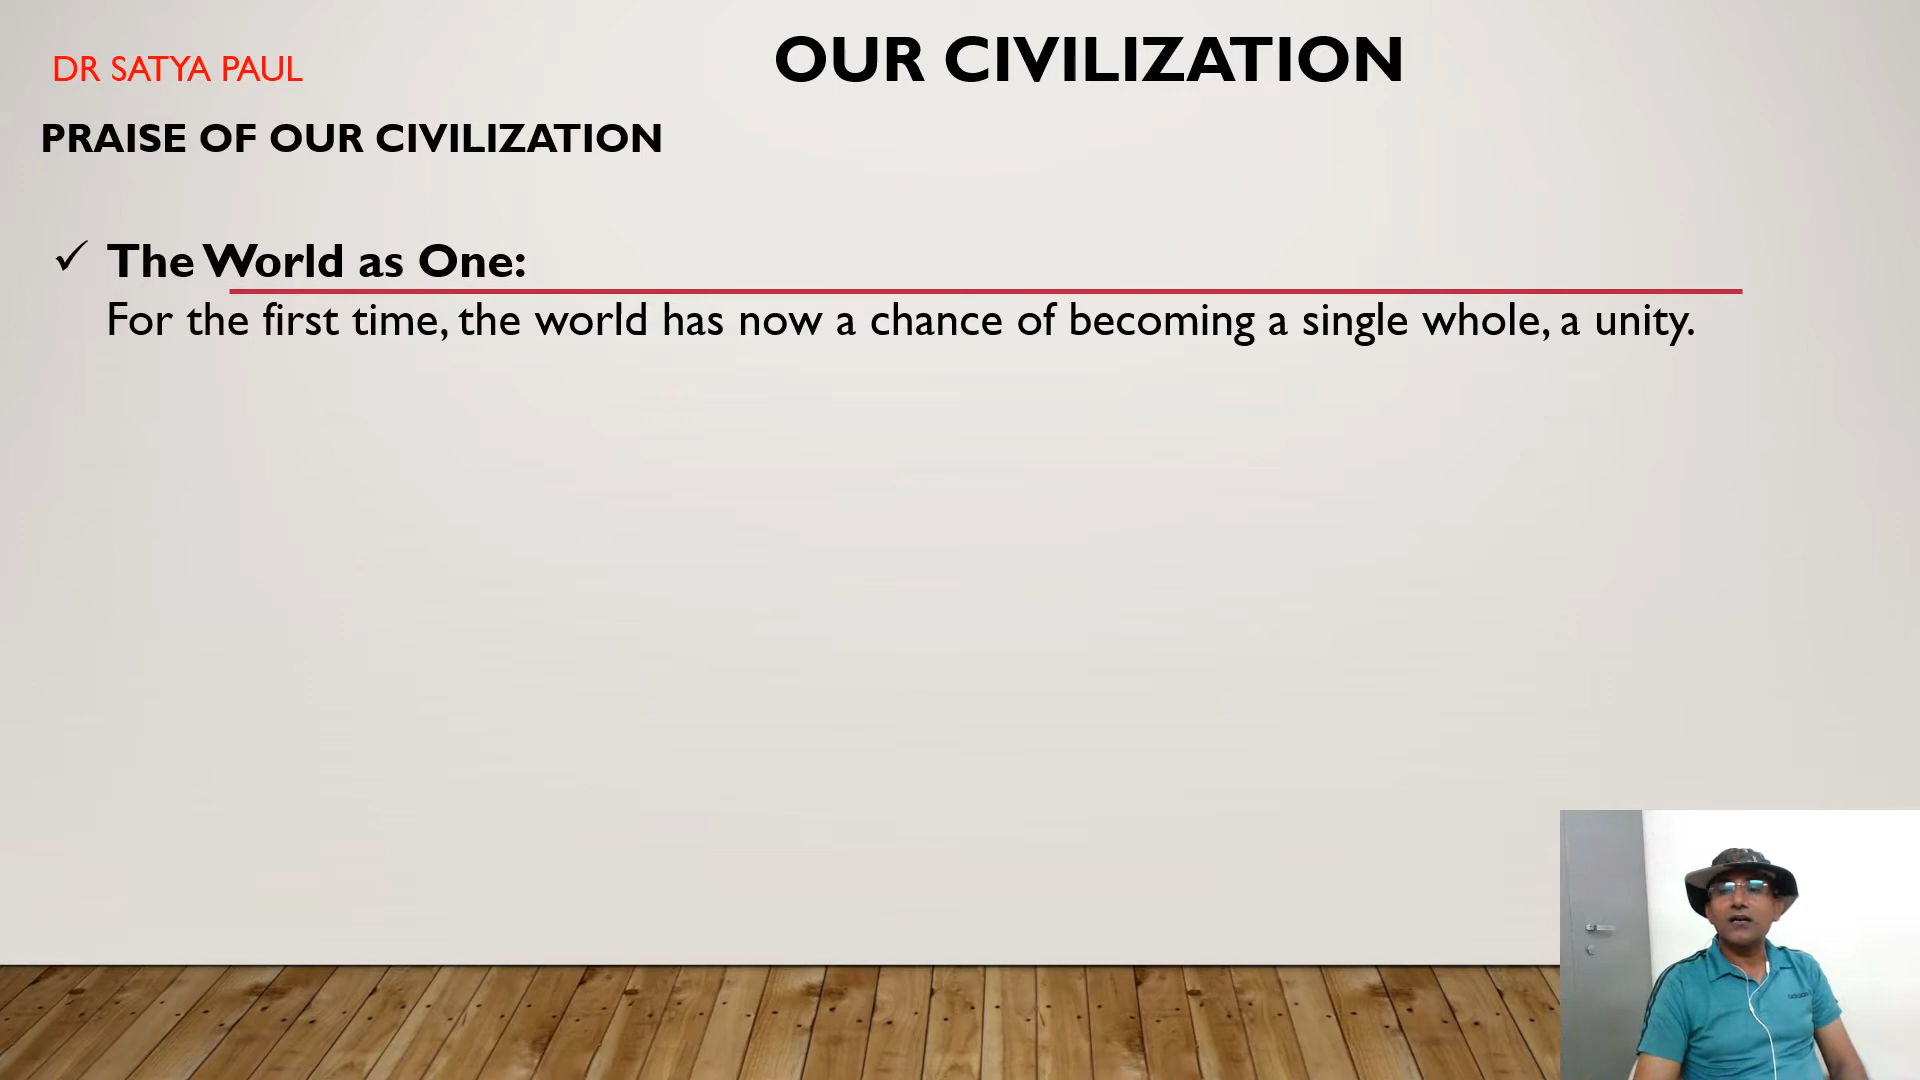 DR SATYA PAUL
OUR CIVILIZATION
PRAISE OF OUR CIVILIZATION
✓ The World as One:
For the first time, the world has now a chance of becoming a single whole, a unity.